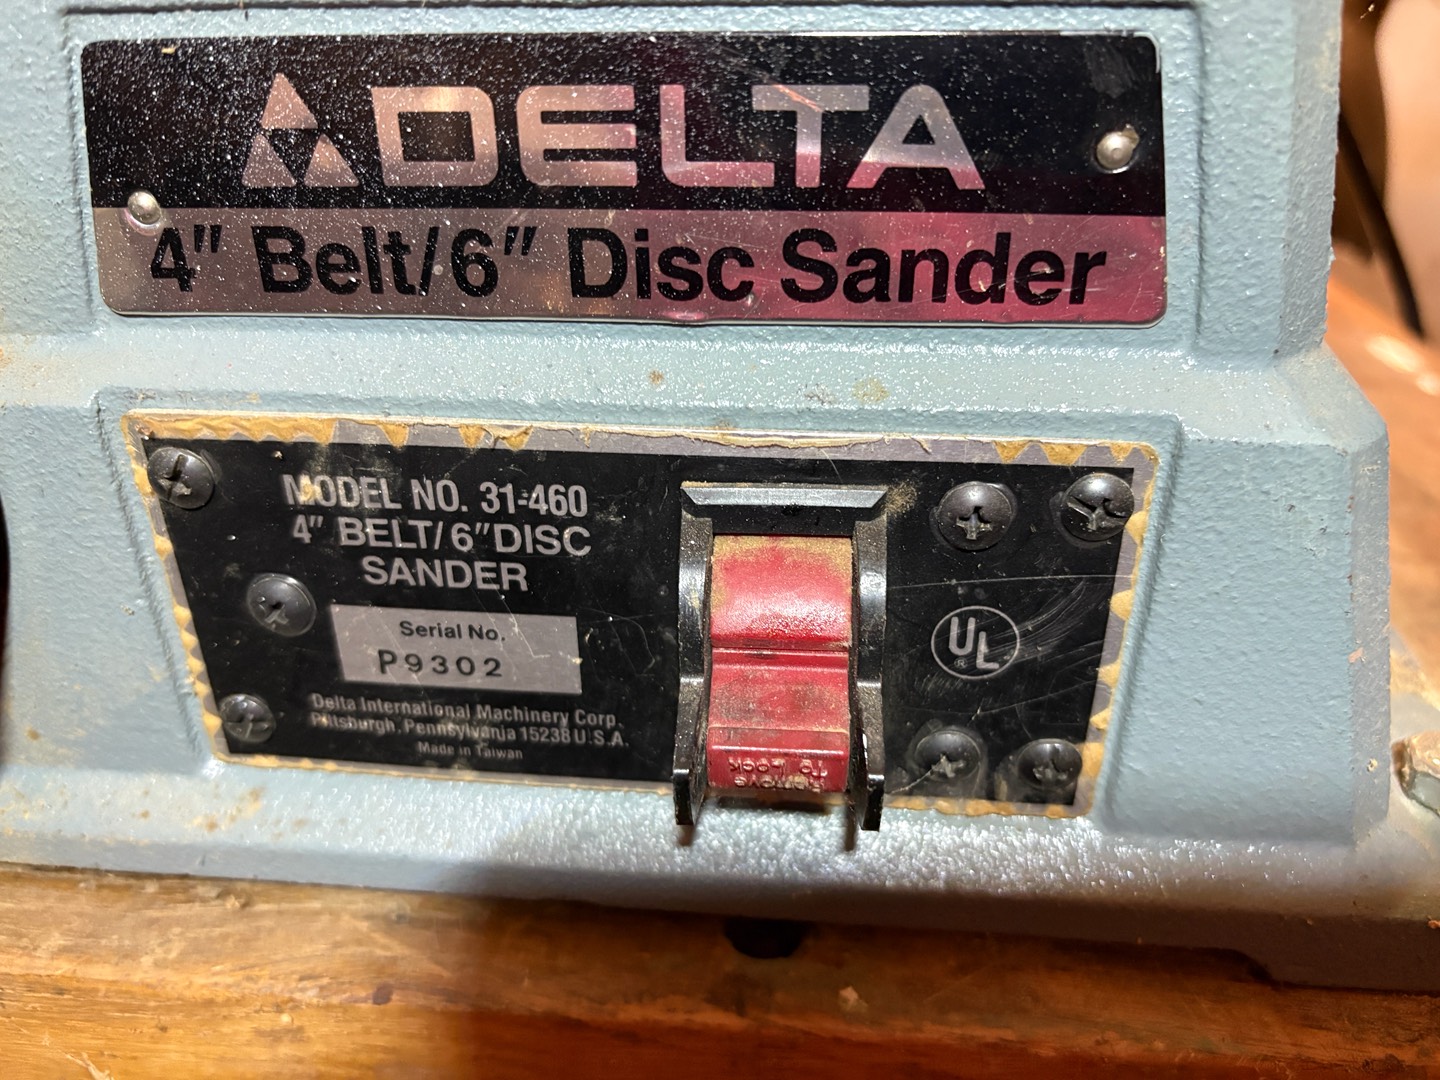 DELTA
4" Belt/6" Disc Sander
MODEL NO. 31-460
4" BELT/6" DISC
SANDER
Serial No.
P9302
Delta International Machinery Corp.
Pittsburgh, Pennsylvania 15238 U.S.A.
Made in Taiwan
UL
®
Remove
To Lock